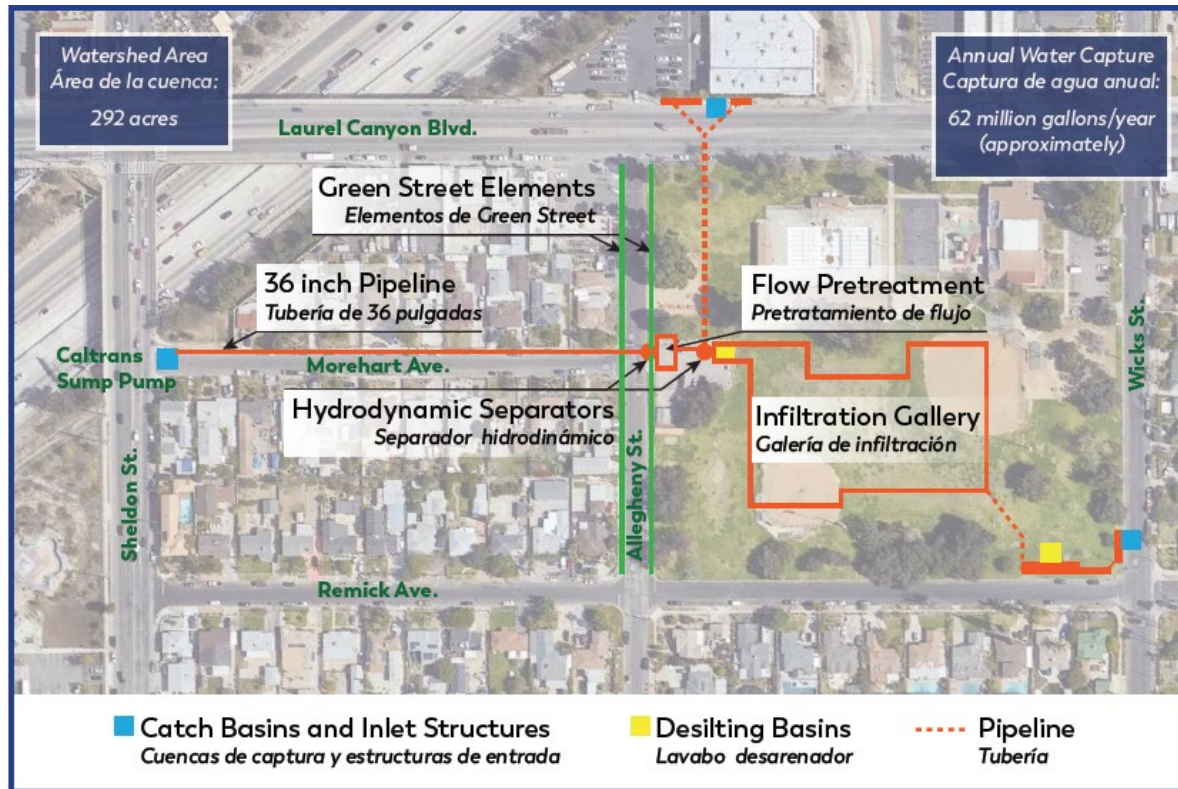 Watershed Area
Área de la cuenca:
292 acres
Annual Water Capture
Captura de agua anual:
62 million gallons/year
(approximately)
Laurel Canyon Blvd.
Green Street Elements
Elementos de Green Street
36 inch Pipeline
Tubería de 36 pulgadas
Flow Pretreatment
Pretratamiento de flujo
Caltrans
Sump Pump
Morehart Ave.
Wicks St.
Hydrodynamic Separators
Separador hidrodinámico
Infiltration Gallery
Galería de infiltración
Sheldon St.
Allegheny St.
Remick Ave.
Catch Basins and Inlet Structures
Cuencas de captura y estructuras de entrada
Desilting Basins
Lavabo desarenador
Pipeline
Tubería